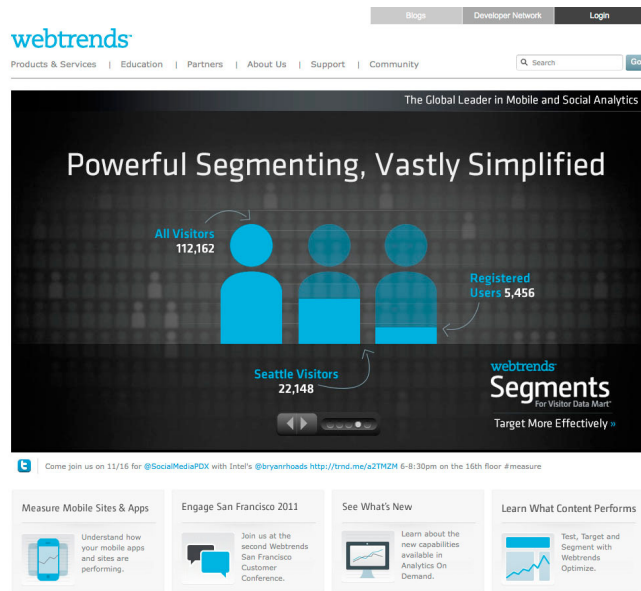 Blogs
Developer Network
Login
webtrends
Products & Services | Education | Partners | About Us | Support | Community
Search
Go
The Global Leader in Mobile and Social Analytics
Powerful Segmenting, Vastly Simplified
All Visitors
112,162
Registered
Users 5,456
Seattle Visitors
22,148
webtrends
Segments
For Visitor Data Mart
Target More Effectively »
Come join us on 11/16 for @SocialMediaPDX with Intel's @bryanrhoads http://trnd.me/a2TMZM 6-8:30pm on the 16th floor #measure
Measure Mobile Sites & Apps
Understand how
your mobile apps
and sites are
performing.
Engage San Francisco 2011
Join us at the
second Webtrends
San Francisco
Customer
Conference.
See What's New
Learn about the
new capabilities
available in
Analytics On
Demand.
Learn What Content Performs
Test, Target and
Segment with
Webtrends
Optimize.